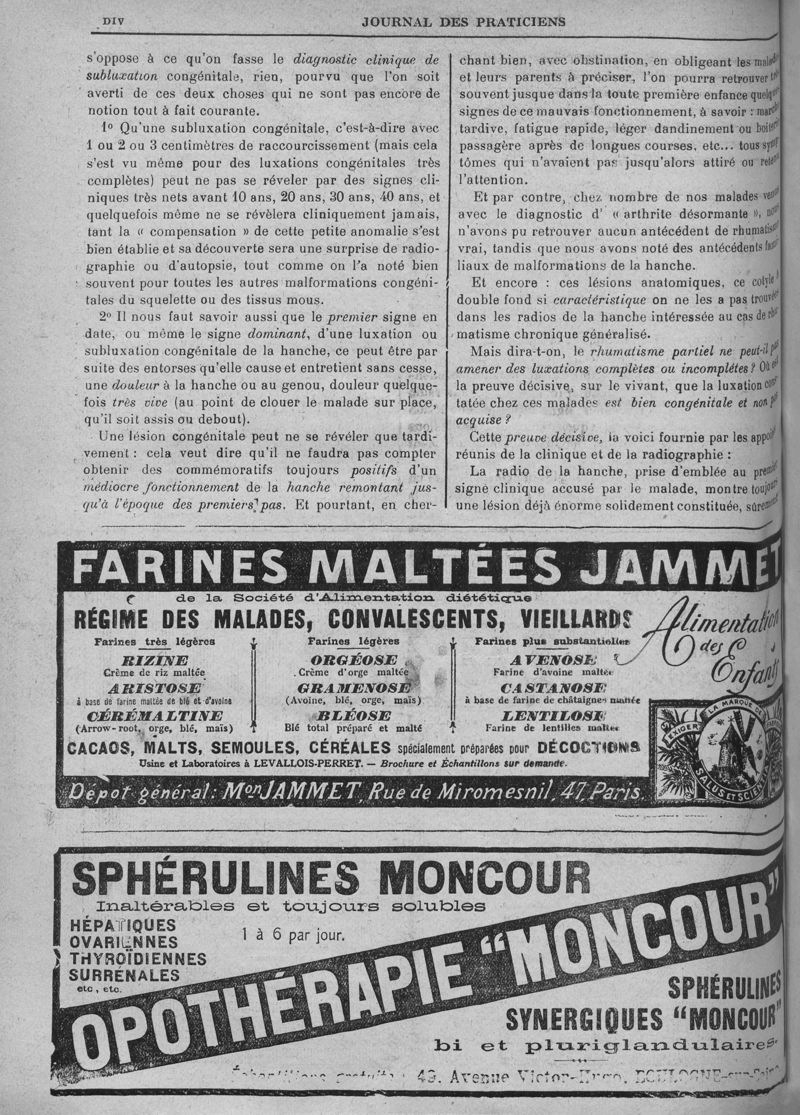 DIV
JOURNAL DES PRATICIENS
s'oppose à ce qu'on fasse le diagnostic clinique de
subluxation congénitale, rien, pourvu que l'on soit
averti de ces deux choses qui ne sont pas encore de
notion tout à fait courante.
1º Qu'une subluxation congénitale, c'est-à-dire avec
1 ou 2 ou 3 centimètres de raccourcissement (mais cela
s'est vu même pour des luxations congénitales très
complètes) peut ne pas se réveler par des signes cli-
niques très nets avant 10 ans, 20 ans, 30 ans, 40 ans, et
quelquefois même ne se révèlera cliniquement jamais,
tant la « compensation » de cette petite anomalie s'est
bien établie et sa découverte sera une surprise de radio-
graphie ou d'autopsie, tout comme on l'a noté bien
souvent pour toutes les autres malformations congéni-
tales du squelette ou des tissus mous.
2º Il nous faut savoir aussi que le premier signe en
date, ou même le signe dominant, d'une luxation ou
subluxation congénitale de la hanche, ce peut être par
suite des entorses qu'elle cause et entretient sans cesse,
une douleur à la hanche ou au genou, douleur quelque-
fois très vive (au point de clouer le malade sur place,
qu'il soit assis ou debout).
Une lésion congénitale peut ne se révéler que tardi-
vement : cela veut dire qu'il ne faudra pas compter
obtenir des commémoratifs toujours positifs d'un
médiocre fonctionnement de la hanche remontant jus-
qu'à l'époque des premiers pas. Et pourtant, en cher-
chant bien, avec obstination, en obligeant les
et leurs parents à préciser, l'on pourra retrouver
souvent jusque dans la toute première enfance
signes de ce mauvais fonctionnement, à savoir :
tardive, fatigue rapide, léger dandinement ou
passagère après de longues courses, etc... tous
tômes qui n'avaient pas jusqu'alors attiré ou
l'attention.
Et par contre, chez nombre de nos malades
avec le diagnostic d' « arthrite désormante »,
n'avons pu retrouver aucun antécédent de
vrai, tandis que nous avons noté des antécédents
liaux de malformations de la hanche.
Et encore : ces lésions anatomiques, ce cotyle
double fond si caractéristique on ne les a pas
dans les radios de la hanche intéressée au cas de
matisme chronique généralisé.
Mais dira-t-on, le rhumatisme partiel ne peut-il
amener des luxations complètes ou incomplètes ? Où
la preuve décisive, sur le vivant, que la luxation
tatée chez ces malades est bien congénitale et non
acquise ?
Cette preuve décisive, la voici fournie par les
réunis de la clinique et de la radiographie :
La radio de la hanche, prise d'emblée au
signe clinique accusé par le malade, montre
une lésion déjà énorme solidement constituée,
FARINES MALTÉES JAMMET
de la Société d'Alimentation diététique
RÉGIME DES MALADES, CONVALESCENTS, VIEILLARDS
Alimentation
des
Enfants
Farines très légères
RIZINE
Crème de riz maltée
ARISTOSE
à base de farine maltée de blé et d'avoine
CÉRÉMALTINE
(Arrow-root, orge, blé, maïs)
Farines légères
ORGÉOSE
Crème d'orge maltée
GRAMENOSE
(Avoine, blé, orge, maïs)
BLÉOSE
Blé total préparé et malté
Farines plus substantielles
AVENOSE
Farine d'avoine maltée
CASTANOSE
à base de farine de châtaignes maltée
LENTILOSE
Farine de lentilles maltée
CACAOS, MALTS, SEMOULES, CÉRÉALES spécialement préparées pour DÉCOCTIONS
Usine et Laboratoires à LEVALLOIS-PERRET. — Brochure et Échantillons sur demande.
Dépôt général : Mon JAMMET, Rue de Miromesnil, 47, Paris.
EXIGER LA MARQUE DE
SALUS ET SCIENTIA
SPHÉRULINES MONCOUR
Inaltérables et toujours solubles
HÉPATIQUES
OVARIENNES
THYROÏDIENNES
SURRÉNALES
etc., etc.
1 à 6 par jour.
OPOTHÉRAPIE "MONCOUR"
SPHÉRULINES
SYNERGIQUES "MONCOUR"
bi et pluriglandulaires
49, Avenue Victor-Hugo, BOULOGNE-sur-Seine